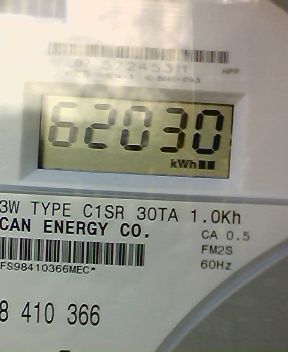 62030
kWh
3W TYPE C1SR 30TA 1.0Kh
CAN ENERGY CO.
CA 0.5
FM2S
60Hz
FS98410366MEC*
8 410 366